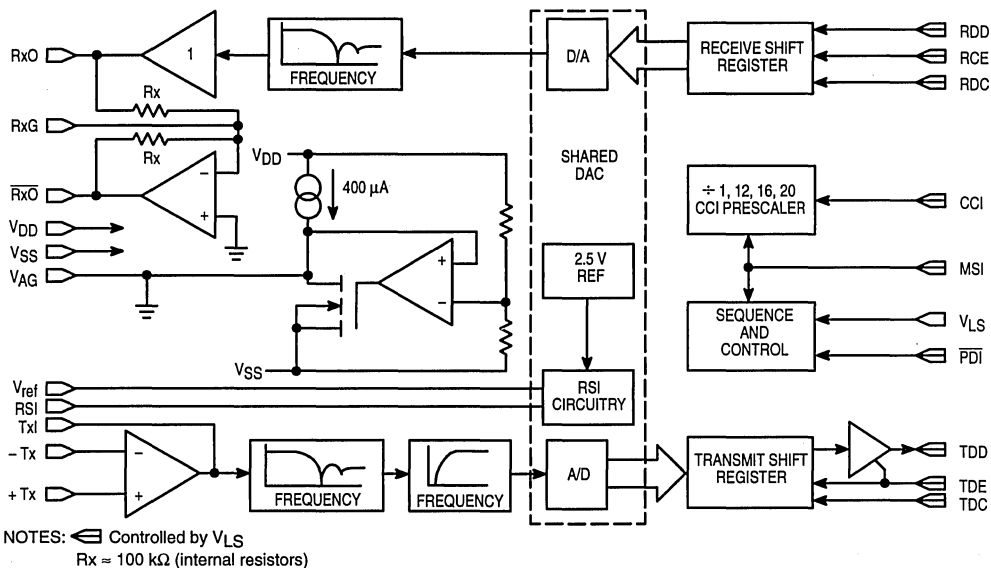 RxO
1
FREQUENCY
D/A
RECEIVE SHIFT
REGISTER
RDD
RCE
RDC
Rx
RxG
Rx
RxO
VDD
VSS
VAG
VDD
400 µA
SHARED
DAC
÷ 1, 12, 16, 20
CCI PRESCALER
CCI
MSI
2.5 V
REF
SEQUENCE
AND
CONTROL
VLS
PDI
VSS
Vref
RSI
TxI
RSI
CIRCUITRY
– Tx
+ Tx
–
+
+
–
–
+
FREQUENCY
FREQUENCY
A/D
TRANSMIT SHIFT
REGISTER
TDD
TDE
TDC
NOTES: Controlled by VLS
Rx ≈ 100 kΩ (internal resistors)